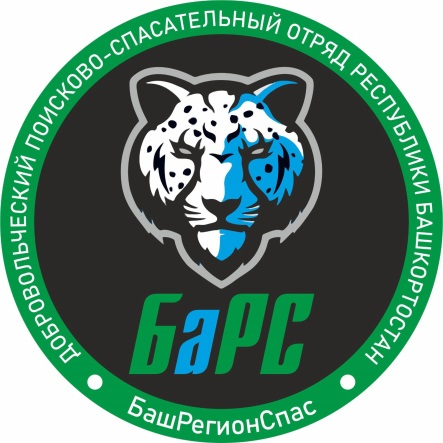 ДОБРОВОЛЬЧЕСКИЙ ПОИСКОВО-СПАСАТЕЛЬНЫЙ ОТРЯД РЕСПУБЛИКИ БАШКОРТОСТАН
БаРС
БашРегионСпас